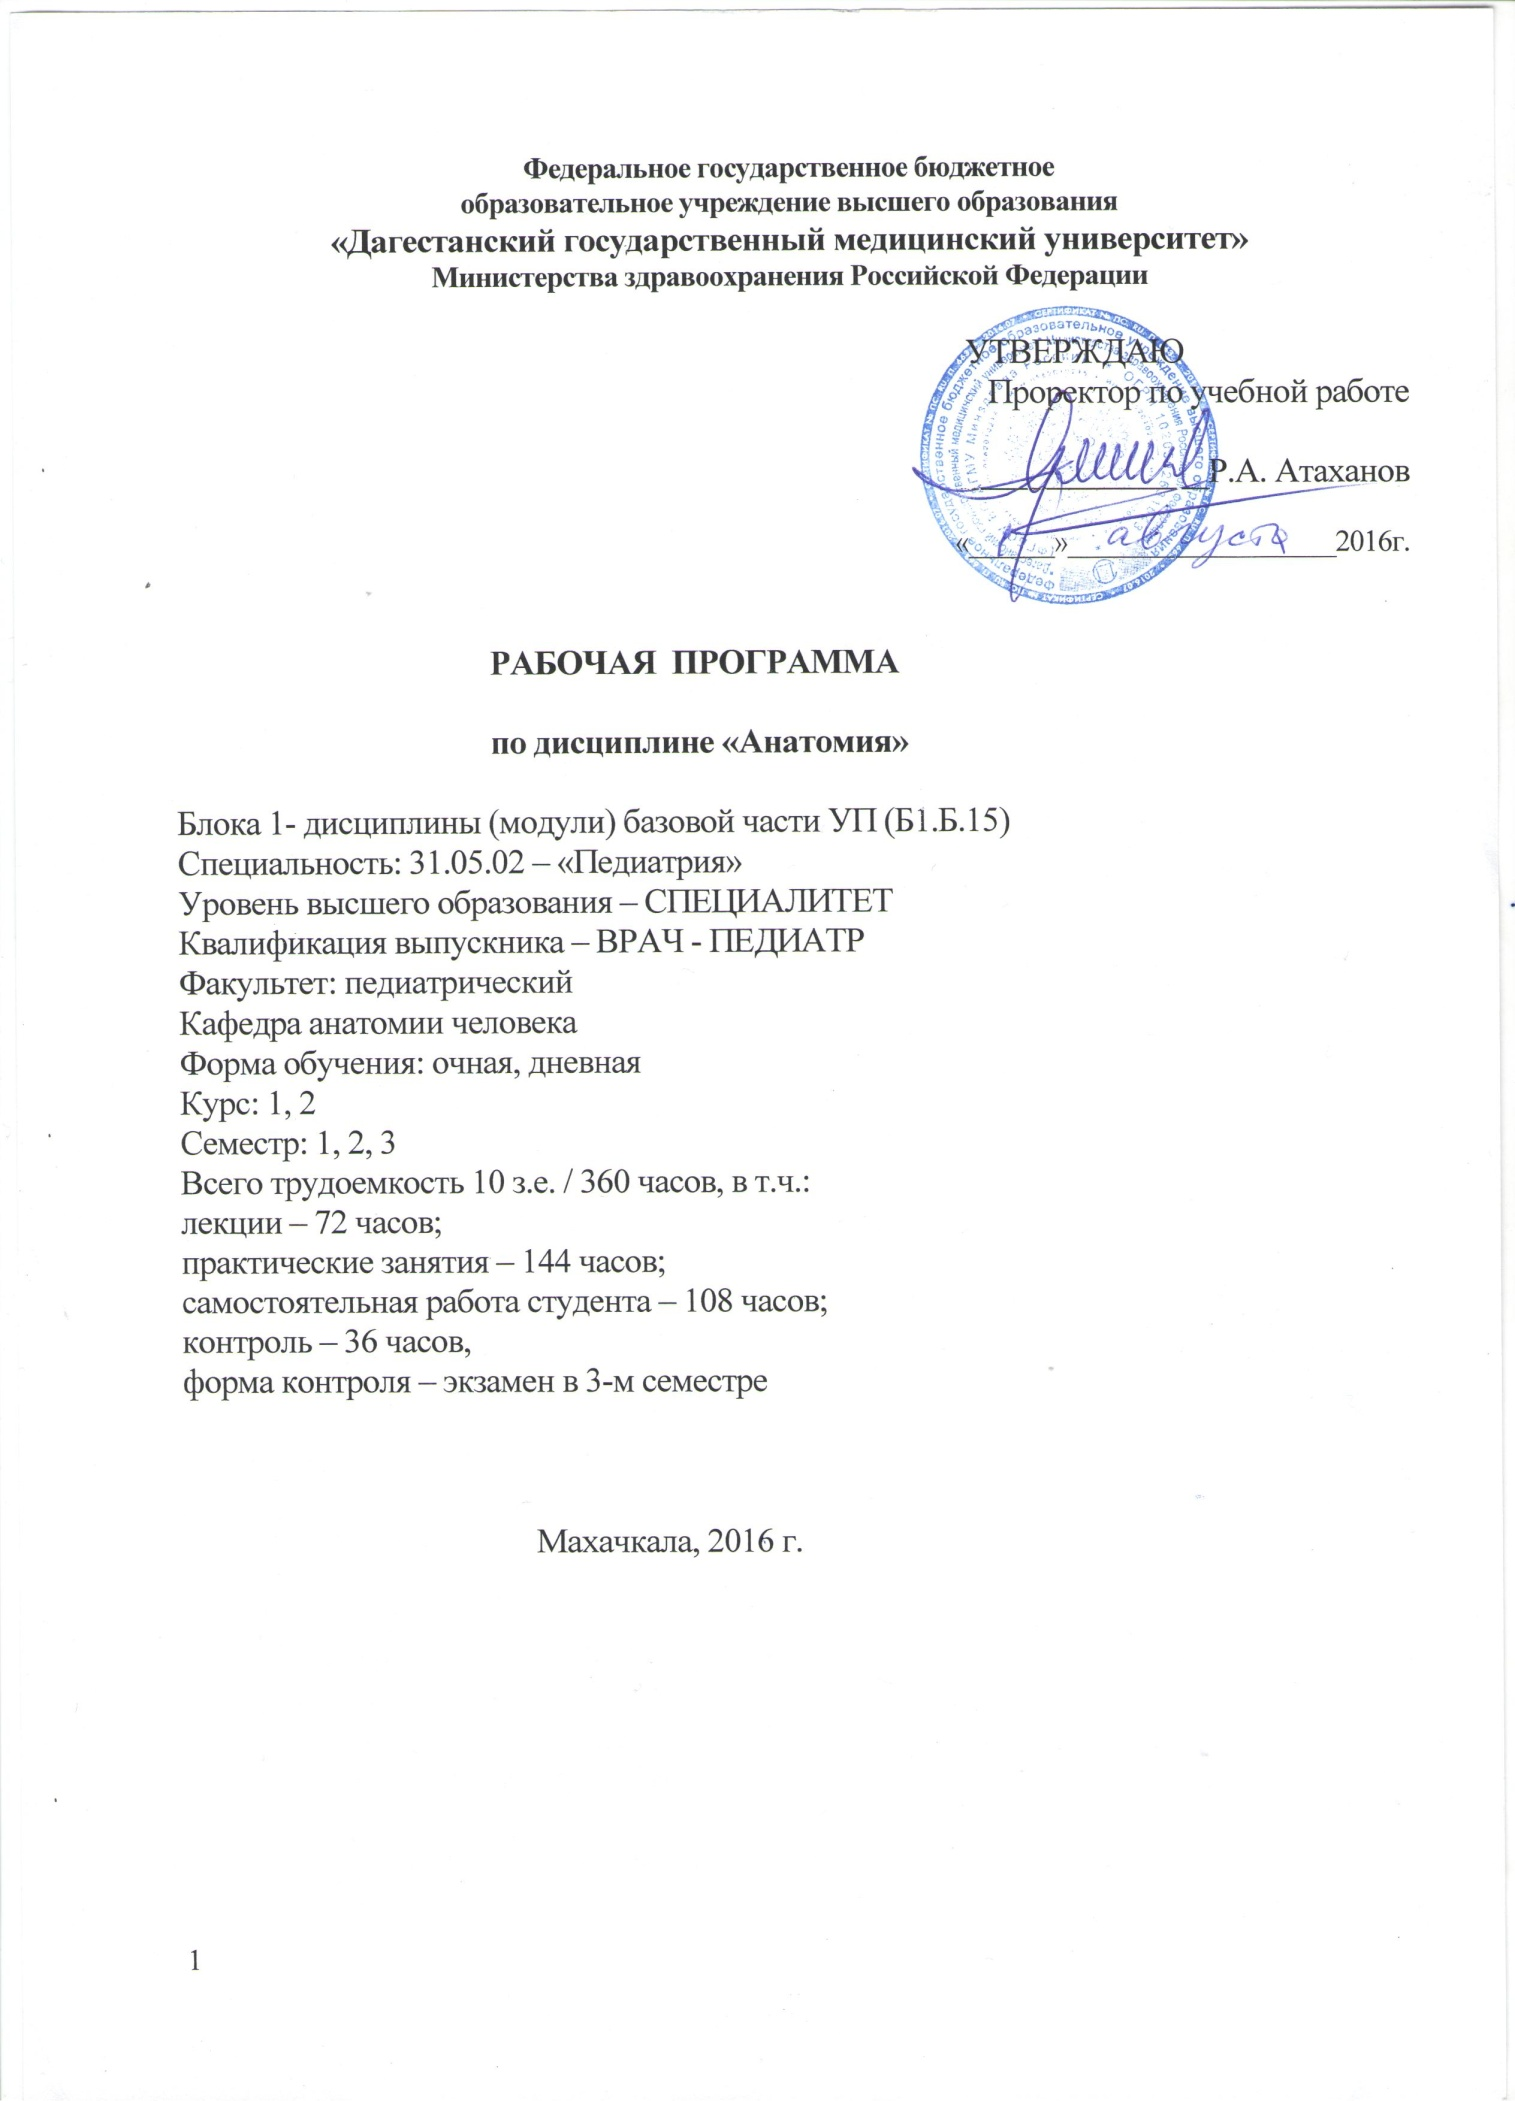 Федеральное государственное бюджетное
образовательное учреждение высшего образования
«Дагестанский государственный медицинский университет»
Министерства здравоохранения Российской Федерации
УТВЕРЖДАЮ
Проректор по учебной работе
Р.А. Атаханов
«______»___августа___2016г.
РАБОЧАЯ ПРОГРАММА
по дисциплине «Анатомия»
Блока 1- дисциплины (модули) базовой части УП (Б1.Б.15)
Специальность: 31.05.02 – «Педиатрия»
Уровень высшего образования – СПЕЦИАЛИТЕТ
Квалификация выпускника – ВРАЧ - ПЕДИАТР
Факультет: педиатрический
Кафедра анатомии человека
Форма обучения: очная, дневная
Курс: 1, 2
Семестр: 1, 2, 3
Всего трудоемкость 10 з.е. / 360 часов, в т.ч.:
лекции – 72 часов;
практические занятия – 144 часов;
самостоятельная работа студента – 108 часов;
контроль – 36 часов,
форма контроля – экзамен в 3-м семестре
Махачкала, 2016 г.
1